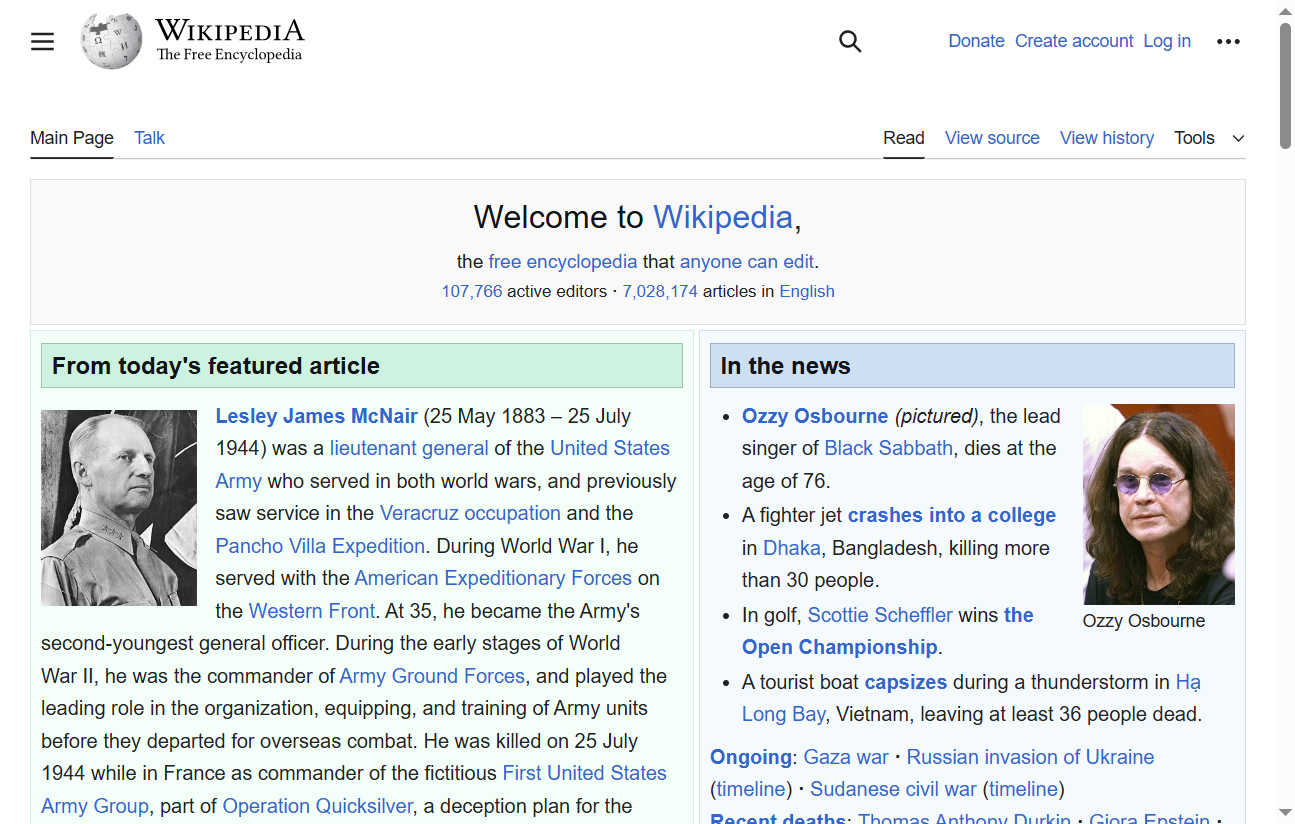 WIKIPEDIA
The Free Encyclopedia
Donate Create account Log in
Main Page Talk
Read View source View history Tools
Welcome to Wikipedia,
the free encyclopedia that anyone can edit.
107,766 active editors · 7,028,174 articles in English
From today's featured article
Lesley James McNair (25 May 1883 – 25 July
1944) was a lieutenant general of the United States
Army who served in both world wars, and previously
saw service in the Veracruz occupation and the
Pancho Villa Expedition. During World War I, he
served with the American Expeditionary Forces on
the Western Front. At 35, he became the Army's
second-youngest general officer. During the early stages of World
War II, he was the commander of Army Ground Forces, and played the
leading role in the organization, equipping, and training of Army units
before they departed for overseas combat. He was killed on 25 July
1944 while in France as commander of the fictitious First United States
Army Group, part of Operation Quicksilver, a deception plan for the
In the news
Ozzy Osbourne (pictured), the lead
singer of Black Sabbath, dies at the
age of 76.
A fighter jet crashes into a college
in Dhaka, Bangladesh, killing more
than 30 people.
In golf, Scottie Scheffler wins the
Open Championship.
Ozzy Osbourne
A tourist boat capsizes during a thunderstorm in Hạ
Long Bay, Vietnam, leaving at least 36 people dead.
Ongoing: Gaza war · Russian invasion of Ukraine
(timeline) · Sudanese civil war (timeline)
Recent deaths: Thomas Anthony Durkin · Giora Epstein ·